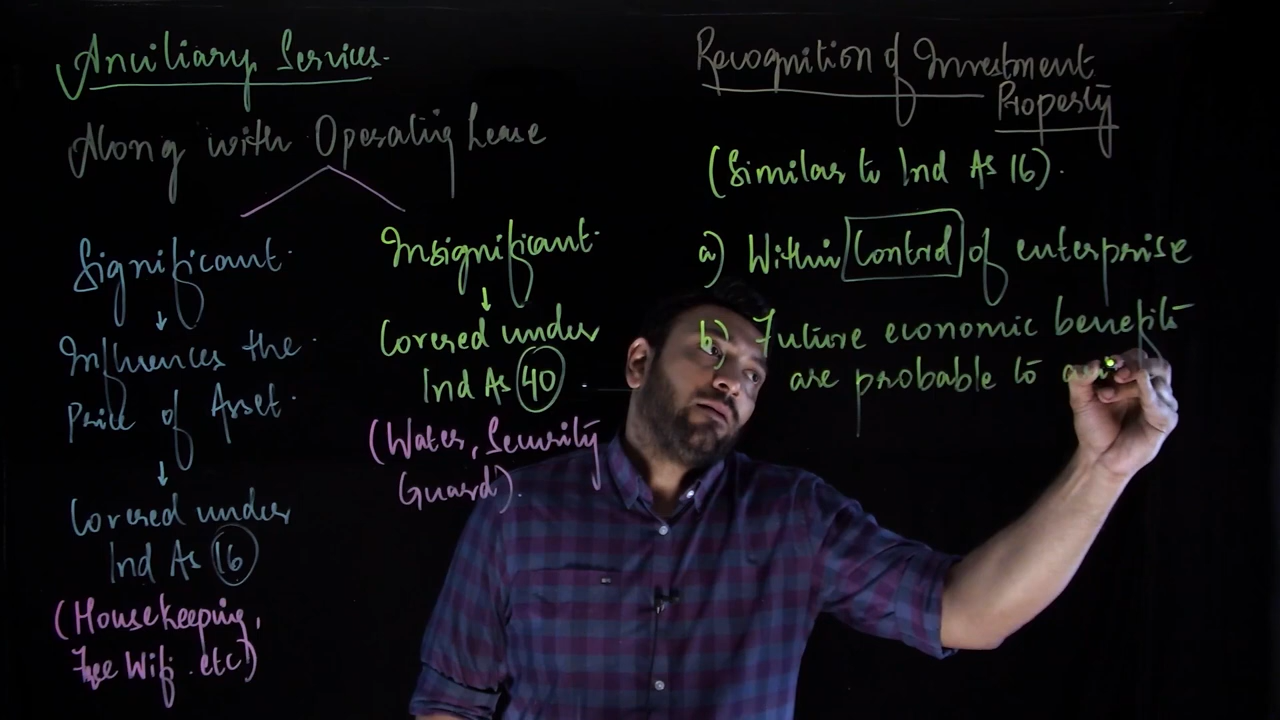 Ancillary Services.
Along with Operating Lease
Significant.
↓
Influences the
Price of Asset.
↓
Covered under
Ind As 16
(Housekeeping,
Free Wifi etc)
Insignificant.
↓
Covered under
Ind As 40
(Water, Security
Guard).
Recognition of Investment
Property
(Similar to Ind As 16).
a) Within Control of enterprise
b) Future economic benefits
are probable to